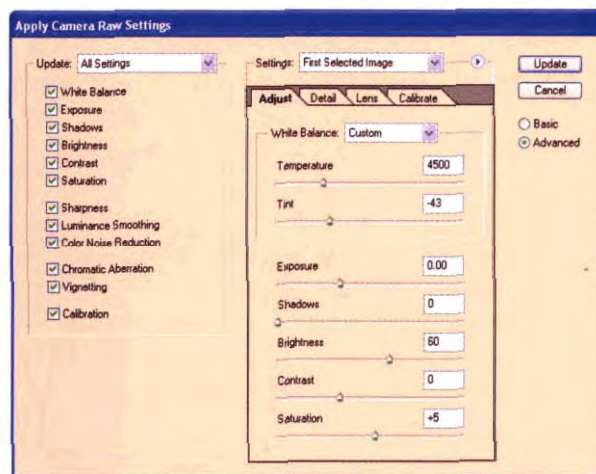 Apply Camera Raw Settings
Update: All Settings
White Balance
Exposure
Shadows
Brightness
Contrast
Saturation
Sharpness
Luminance Smoothing
Color Noise Reduction
Chromatic Aberration
Vignetting
Calibration
Settings: First Selected Image
Adjust Detail Lens Calibrate
White Balance: Custom
Temperature 4500
Tint -43
Exposure 0.00
Shadows 0
Brightness 60
Contrast 0
Saturation +5
Update
Cancel
Basic
Advanced